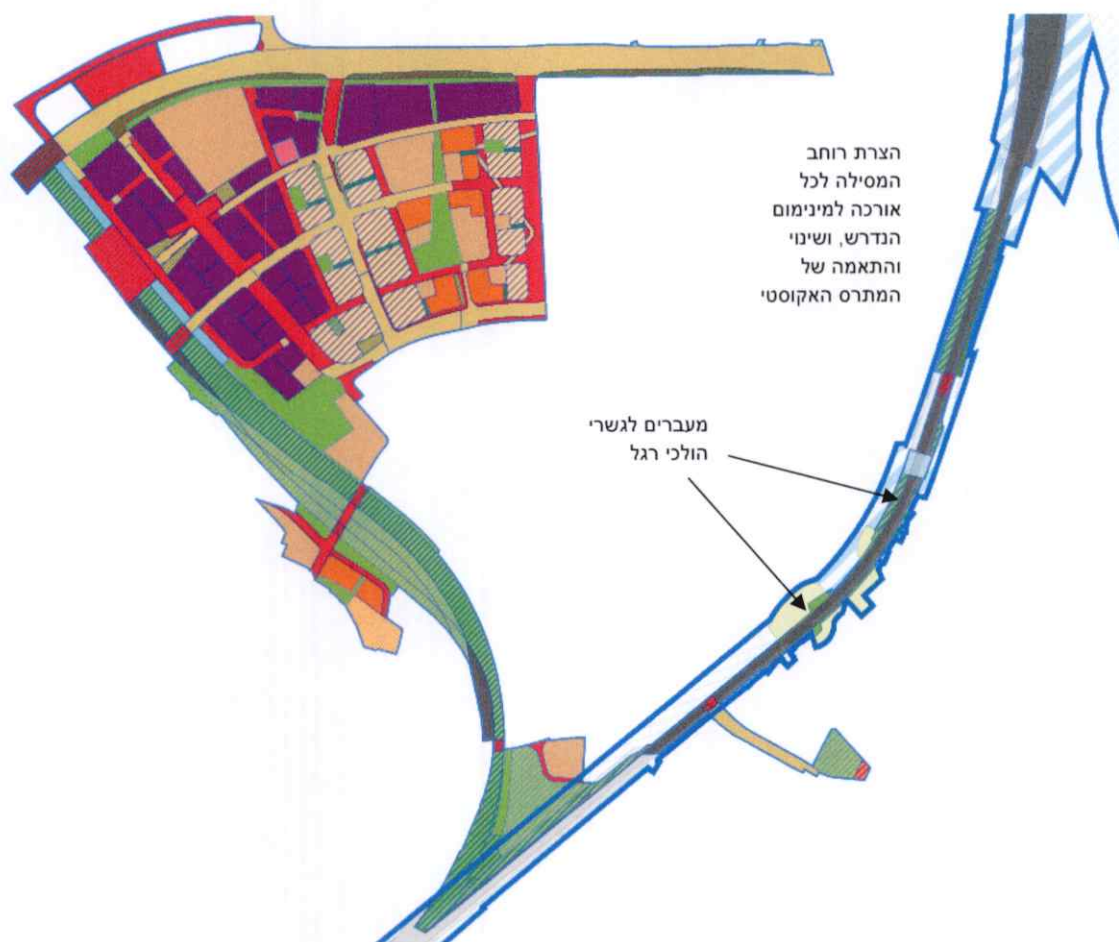 הצרת רוחב
המסילה לכל
אורכה למינימום
הנדרש, ושינוי
והתאמה של
המתרס האקוסטי
מעברים לגשרי
הולכי רגל